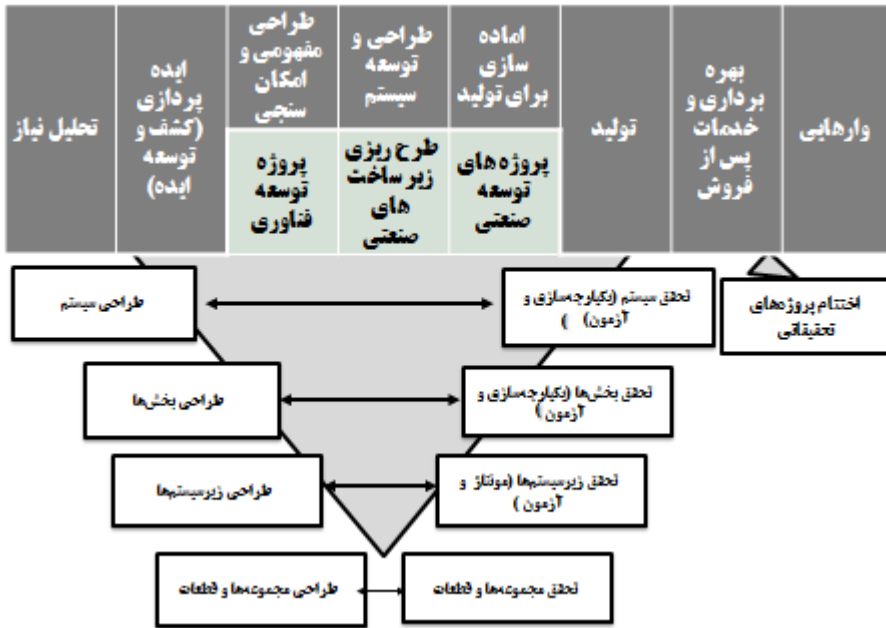 وارهایی
بهره
برداری و
خدمات
پس از
فروش
تولید
اماده
سازی
برای تولید
طراحی و
توسعه
سیستم
طراحی
مفهومی و
امکان
سنجی
ایده
پردازی
(کشف و
توسعه
ایده)
تحلیل نیاز
پروژه های
توسعه
صنعتی
طرح ریزی
زیر ساخت
های
صنعتی
پروژه
توسعه
فناوری
طراحی سیستم
تحقق سیستم (یکپارچه‌سازی و
آزمون) )
اختتام پروژه‌های
تحقیقاتی
طراحی بخش‌ها
تحقق بخش‌ها (یکپارچه‌سازی و
آزمون )
طراحی زیرسیستم‌ها
تحقق زیرسیستم‌ها (مونتاژ و
آزمون )
طراحی مجموعه‌ها و قطعات
تحقق مجموعه‌ها و قطعات